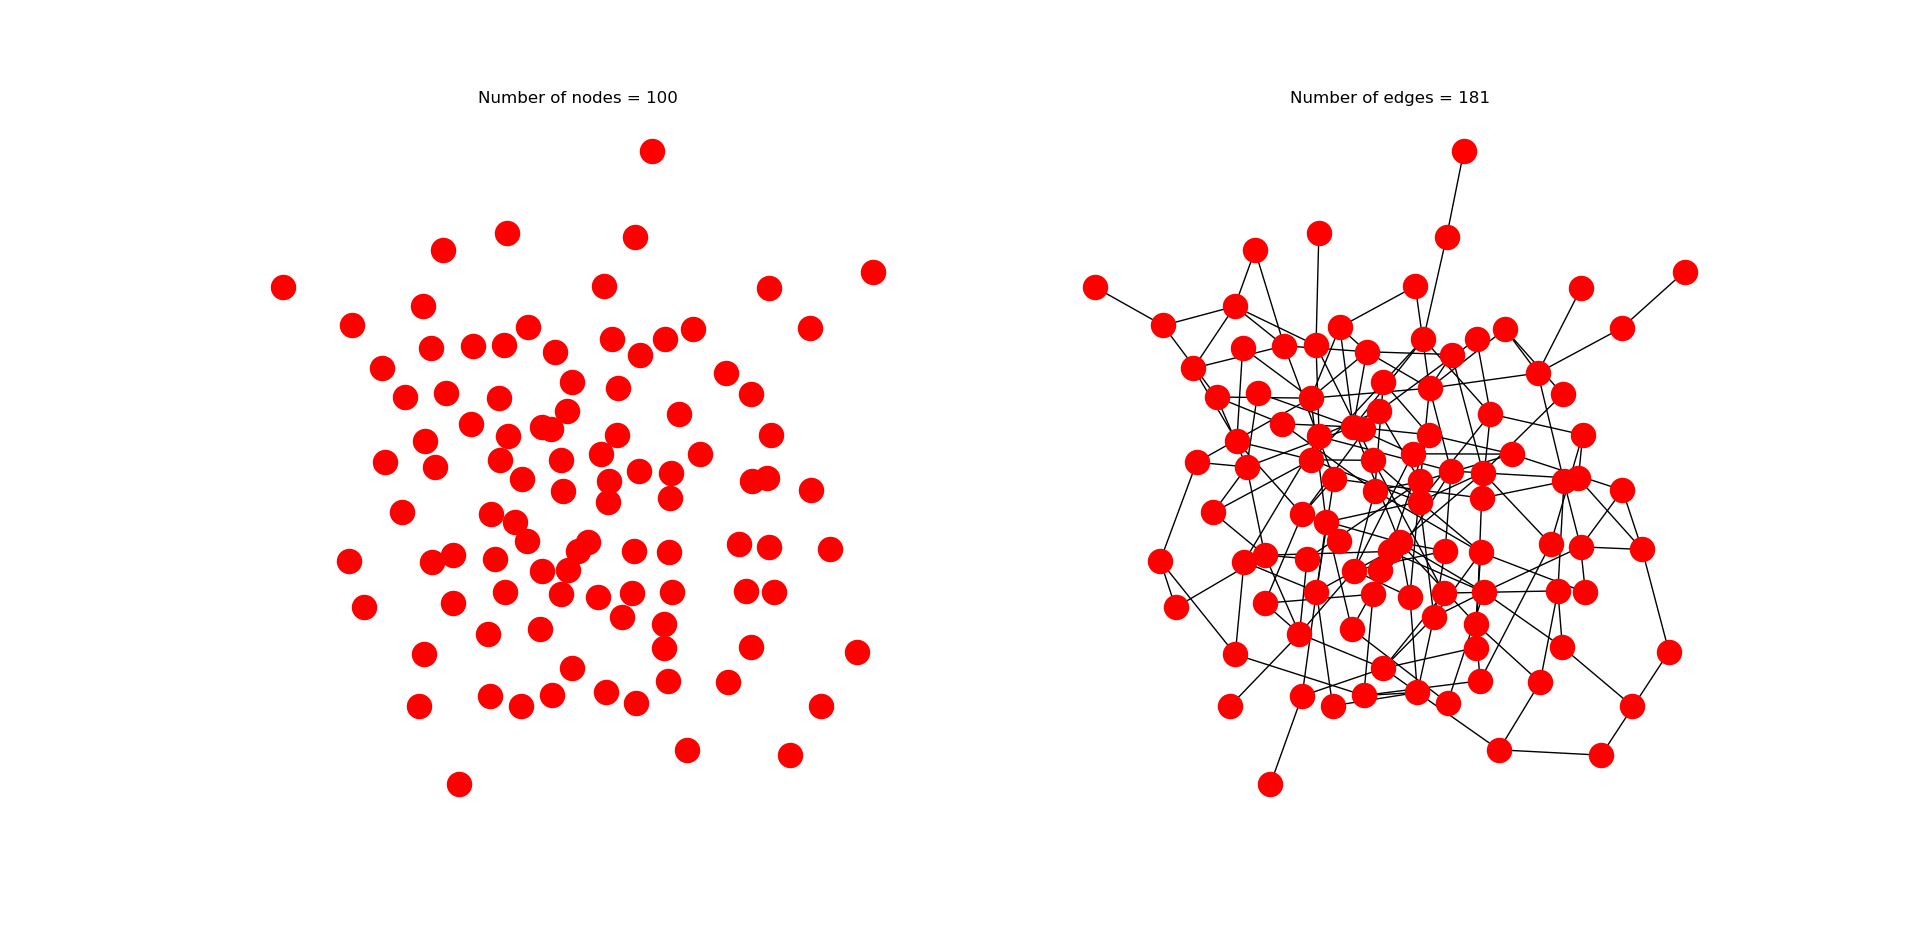 Number of nodes = 100
Number of edges = 181